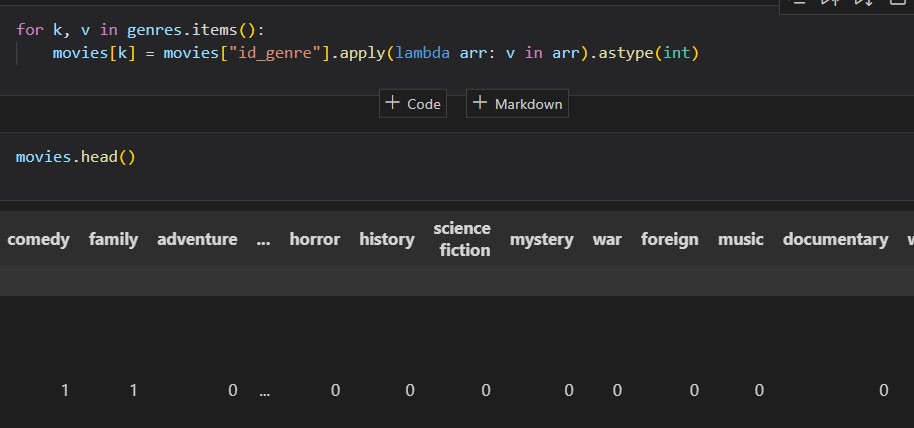 for k, v in genres.items():
movies[k] = movies["id_genre"].apply(lambda arr: v in arr).astype(int)
+ Code + Markdown
movies.head()
comedy family adventure ... horror history science fiction mystery war foreign music documentary
1 1 0 ... 0 0 0 0 0 0 0 0